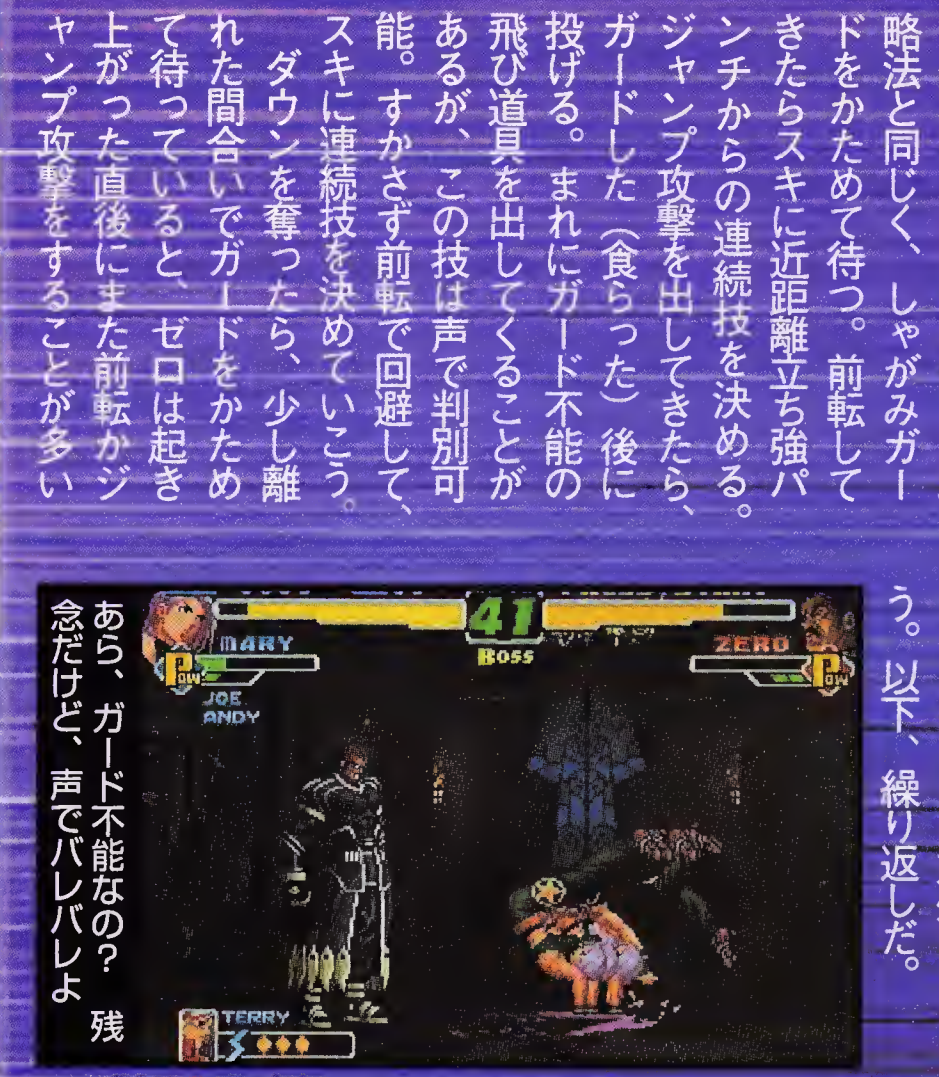 略法と同じく、しゃがみガー
ドをかためて待つ。前転して
きたらスキに近距離立ち強パ
ンチからの連続技を決める。
ジャンプ攻撃を出してきたら、
ガードした（食らった）後に
投げる。まれにガード不能の
飛び道具を出してくることが
あるが、この技は声で判別可
能。すかさず前転で回避して、
スキに連続技を決めていこう。
ダウンを奪ったら、少し離
れた間合いでガードをかため
て待っていると、ゼロは起き
上がった直後にまた前転かジ
ャンプ攻撃をすることが多い
う。以下、繰り返しだ。
41
MARY
ZERO
BOSS
POW
POW
JOE
ANDY
TERRY
あら、ガード不能なの？ 残
念だけど、声でバレバレよ